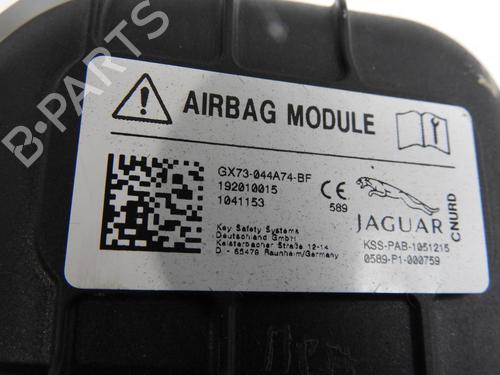 B-PARTS
AIRBAG MODULE
GX73-044A74-BF
192010015
1041153
CE
589
JAGUAR
CNURD
KSS-PAB-1051215
0589-P1-000759
Key Safety Systems
Deutschland GmbH
Kelsterbacher Straße 12-14
D - 65479 Raunheim/Germany